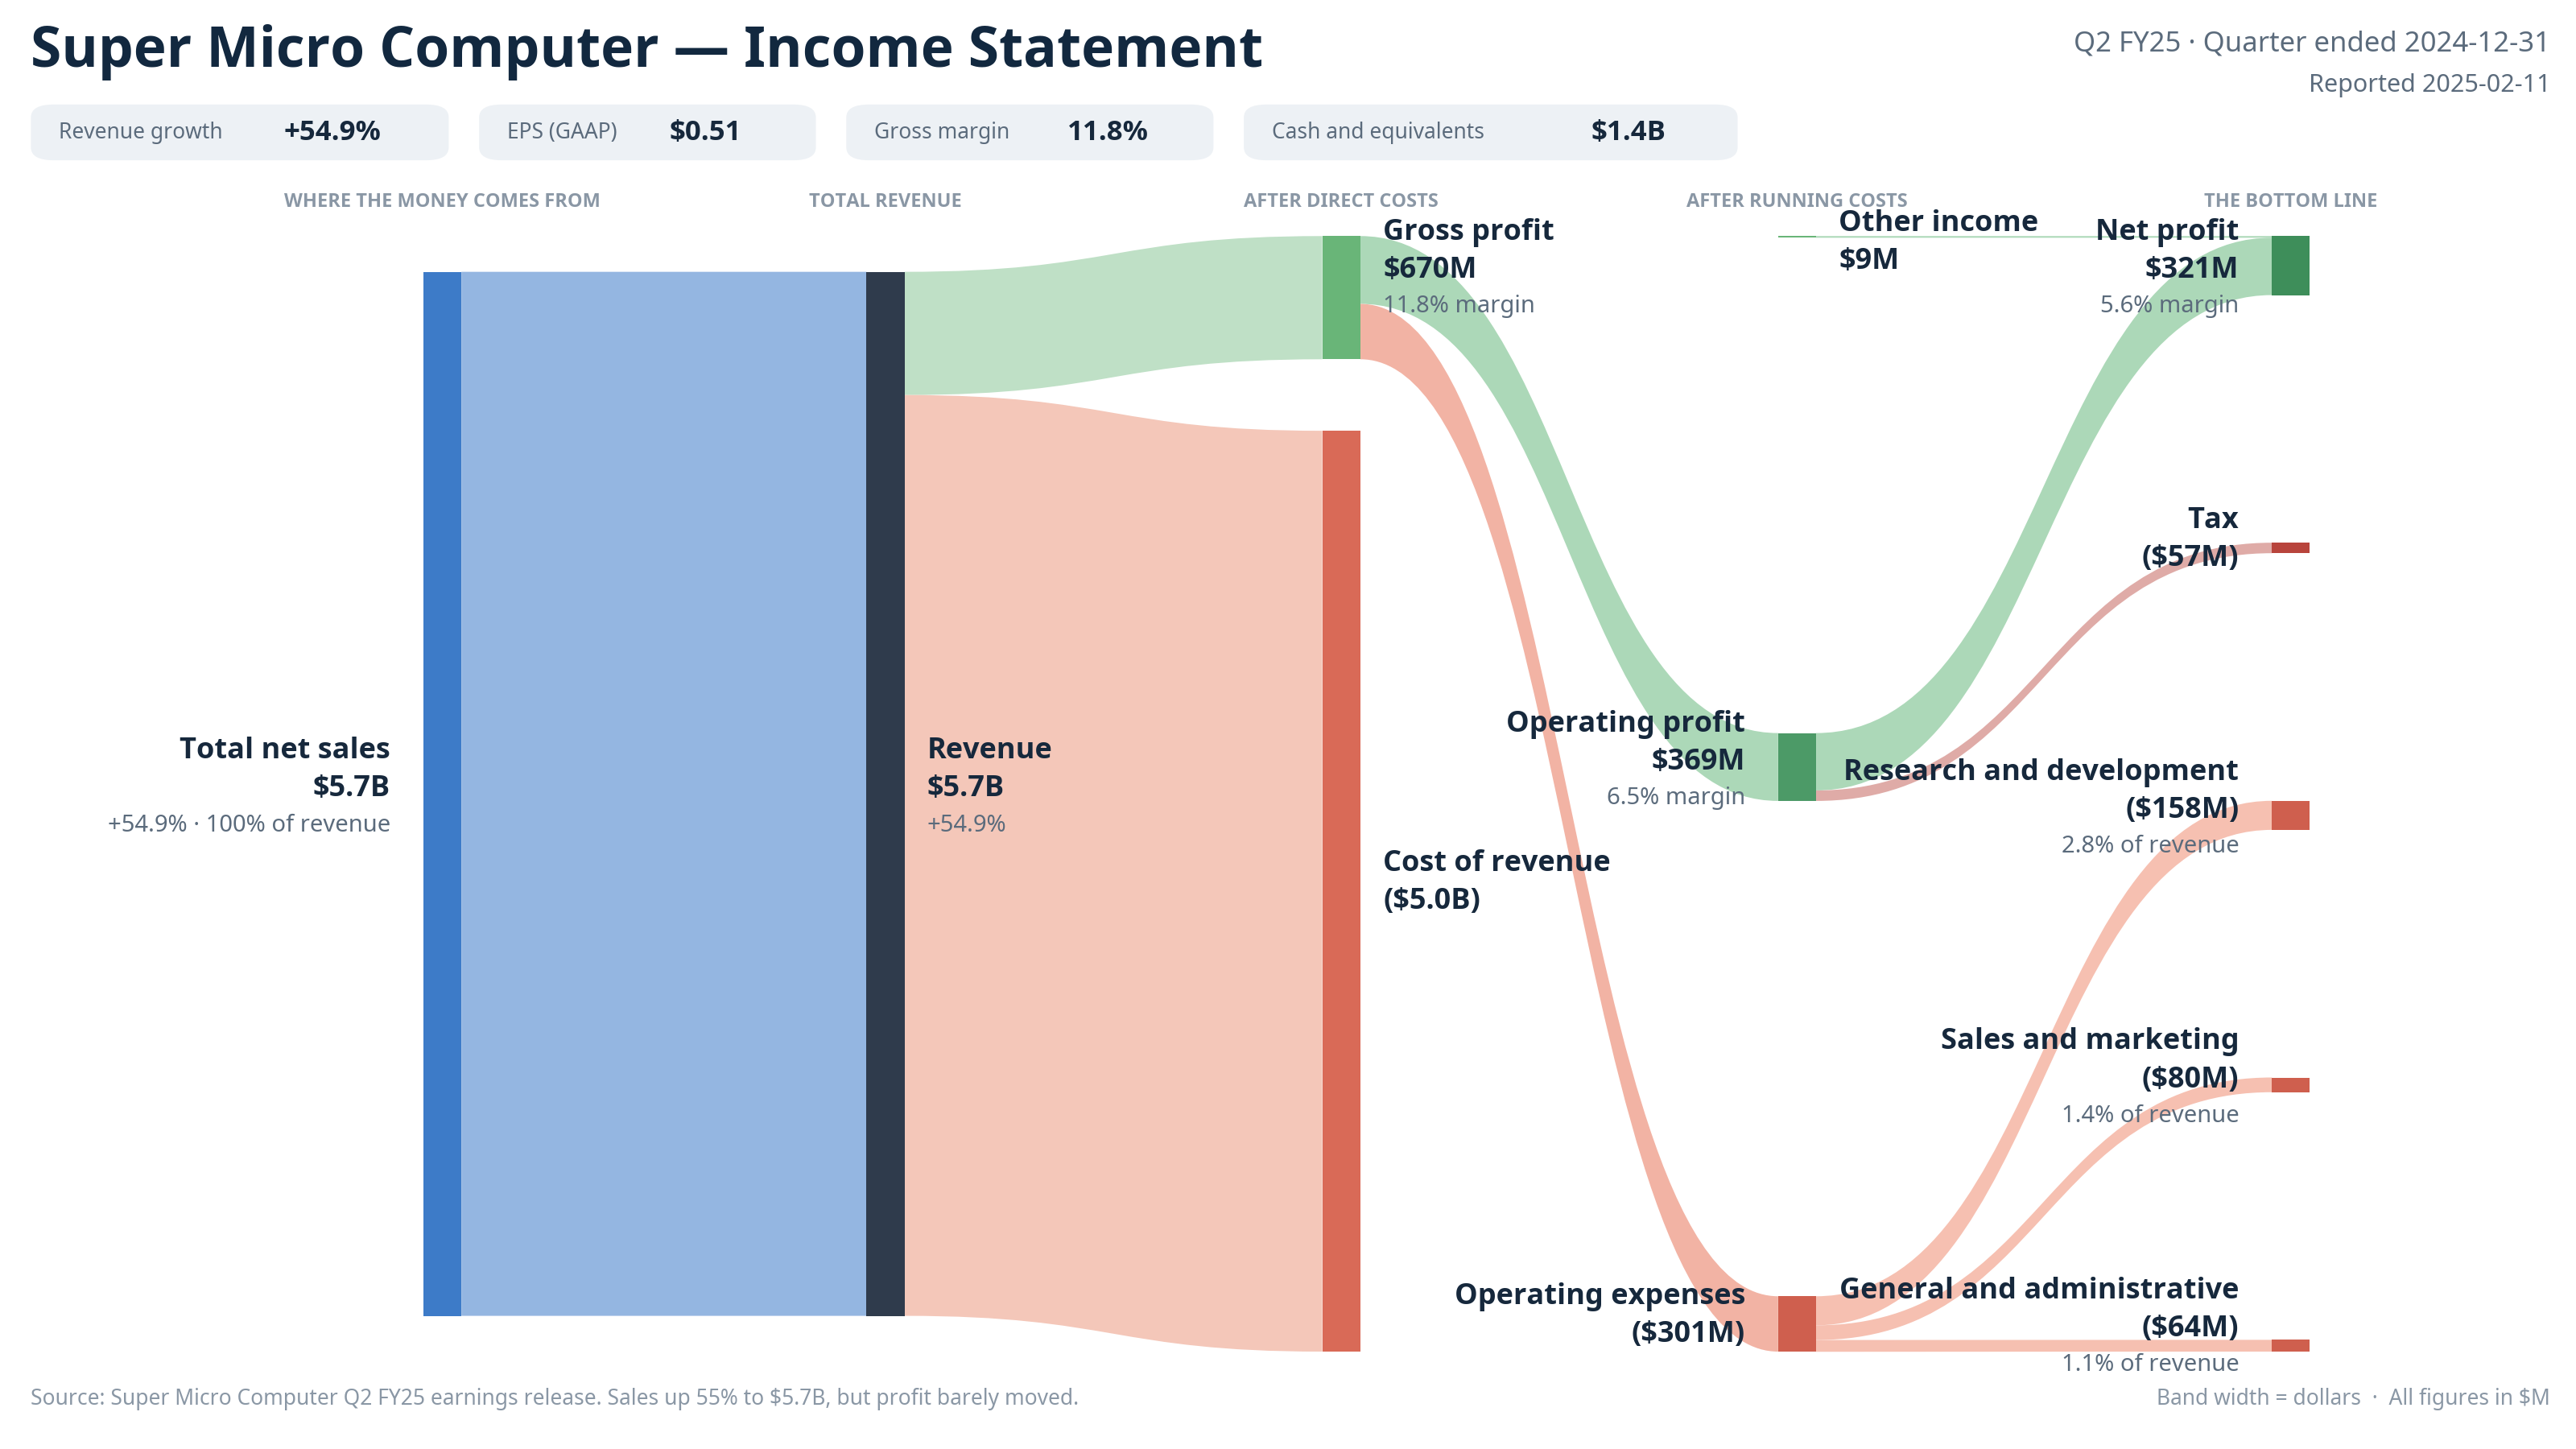 Super Micro Computer — Income Statement
Q2 FY25 · Quarter ended 2024-12-31
Reported 2025-02-11
Revenue growth +54.9%
EPS (GAAP) $0.51
Gross margin 11.8%
Cash and equivalents $1.4B
WHERE THE MONEY COMES FROM
TOTAL REVENUE
AFTER DIRECT COSTS
AFTER RUNNING COSTS
THE BOTTOM LINE
Total net sales
$5.7B
+54.9% · 100% of revenue
Revenue
$5.7B
+54.9%
Gross profit
$670M
11.8% margin
Cost of revenue
($5.0B)
Other income
$9M
Operating profit
$369M
6.5% margin
Operating expenses
($301M)
Net profit
$321M
5.6% margin
Tax
($57M)
Research and development
($158M)
2.8% of revenue
Sales and marketing
($80M)
1.4% of revenue
General and administrative
($64M)
1.1% of revenue
Source: Super Micro Computer Q2 FY25 earnings release. Sales up 55% to $5.7B, but profit barely moved.
Band width = dollars · All figures in $M